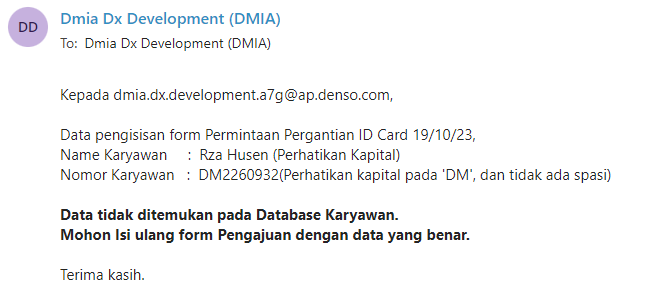 DD
Dmia Dx Development (DMIA)
To: Dmia Dx Development (DMIA)
Kepada dmia.dx.development.a7g@ap.denso.com,
Data pengisisan form Permintaan Pergantian ID Card 19/10/23,
Name Karyawan : Rza Husen (Perhatikan Kapital)
Nomor Karyawan : DM2260932(Perhatikan kapital pada 'DM', dan tidak ada spasi)
Data tidak ditemukan pada Database Karyawan.
Mohon Isi ulang form Pengajuan dengan data yang benar.
Terima kasih.